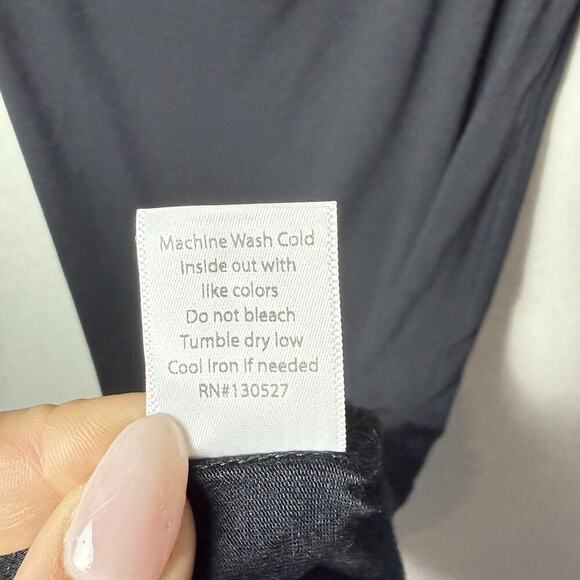 Machine Wash Cold
inside out with
like colors
Do not bleach
Tumble dry low
Cool Iron if needed
RN#130527